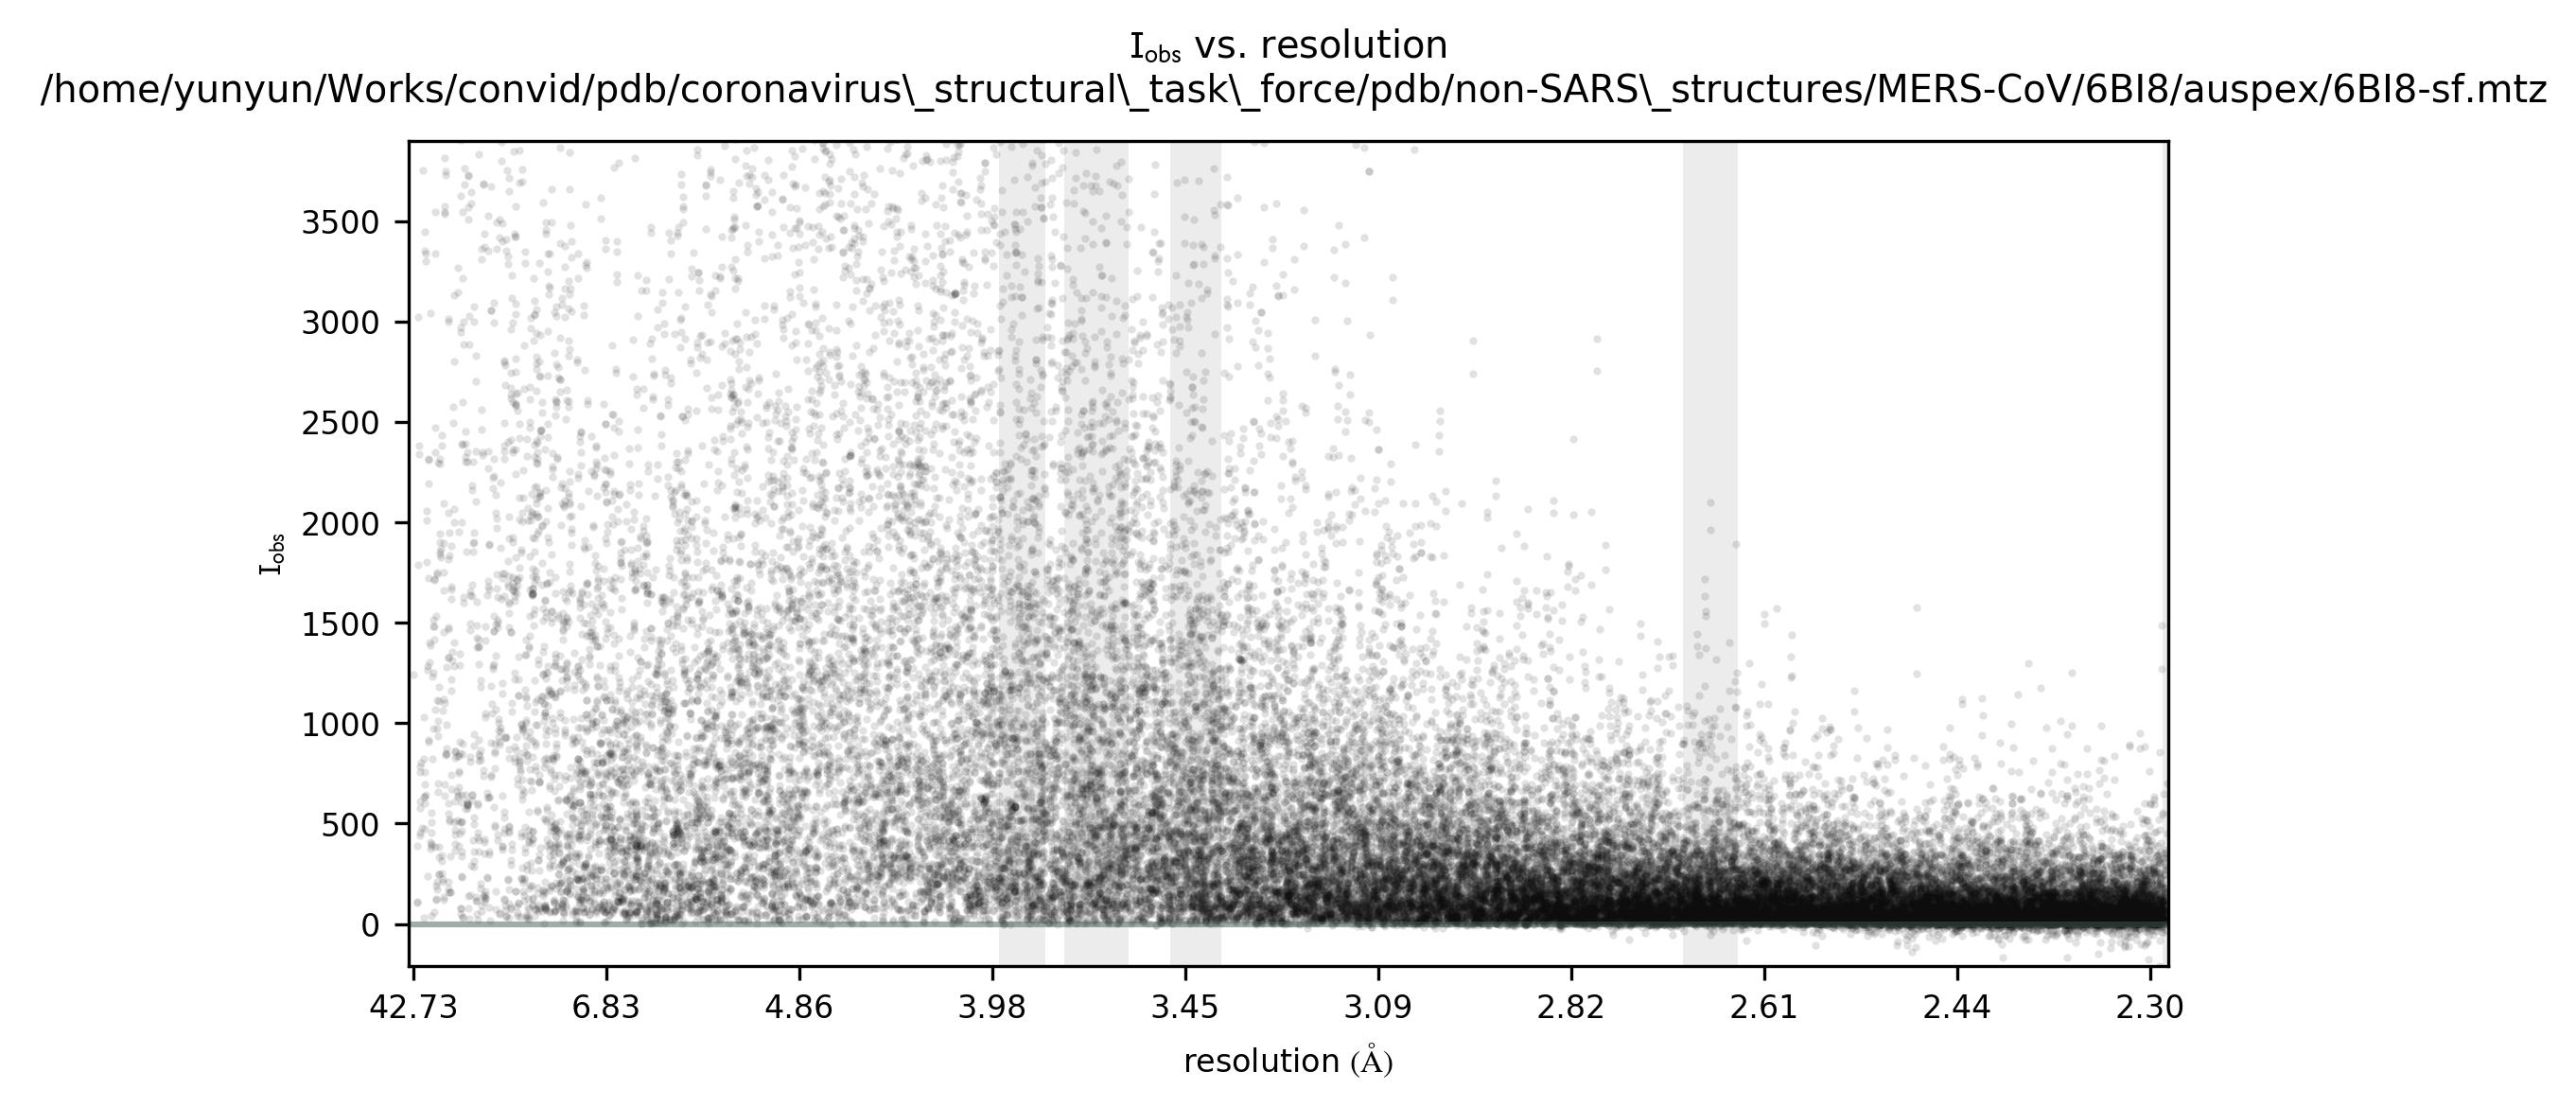 I_obs vs. resolution
/home/yunyun/Works/convid/pdb/coronavirus\_structural\_task\_force/pdb/non-SARS\_structures/MERS-CoV/6BI8/auspex/6BI8-sf.mtz
3500
3000
2500
2000
1500
1000
500
0
I_obs
42.73 6.83 4.86 3.98 3.45 3.09 2.82 2.61 2.44 2.30
resolution (Å)